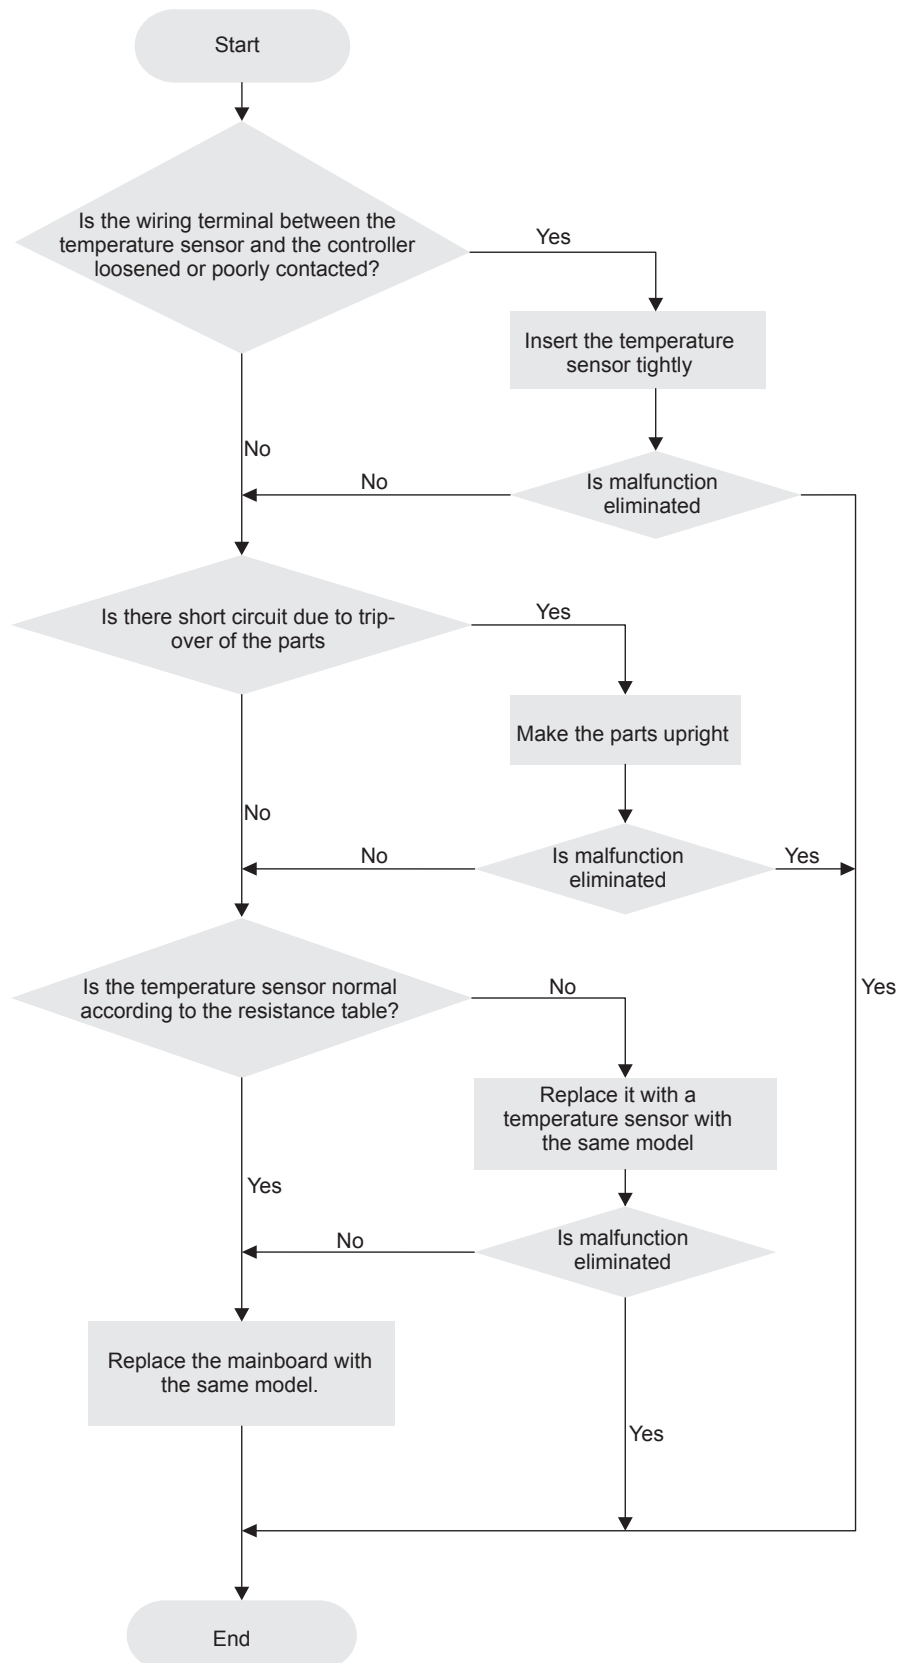 Start
Is the wiring terminal between the
temperature sensor and the controller
loosened or poorly contacted?
Yes
Insert the temperature
sensor tightly
No
No
Is malfunction
eliminated
Is there short circuit due to trip-
over of the parts
Yes
Make the parts upright
No
No
Is malfunction
eliminated
Yes
Is the temperature sensor normal
according to the resistance table?
No
Yes
Replace it with a
temperature sensor with
the same model
Yes
No
Is malfunction
eliminated
Replace the mainboard with
the same model.
Yes
End